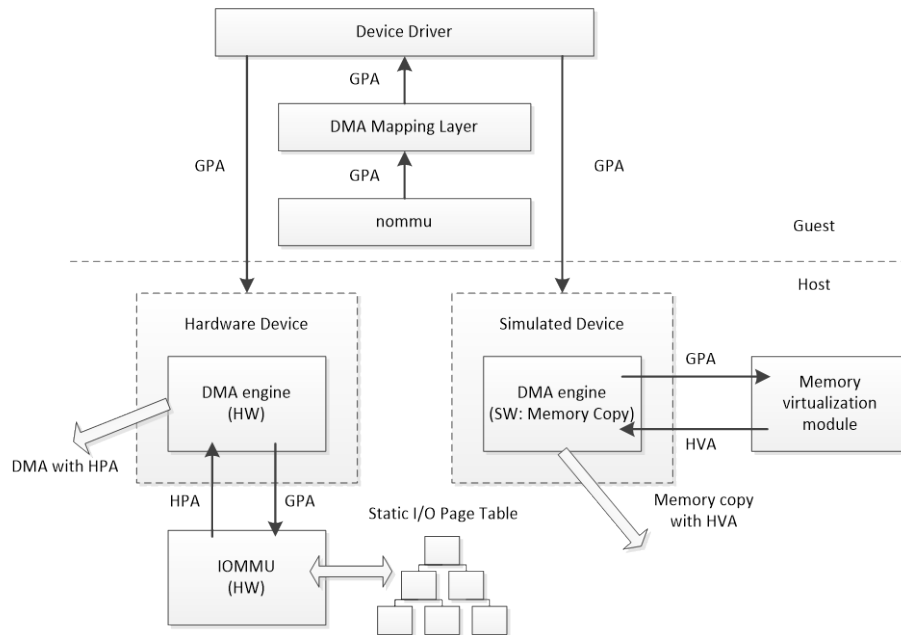 Device Driver
GPA
DMA Mapping Layer
GPA
GPA
GPA
nommu
Guest
Host
Hardware Device
Simulated Device
DMA engine
(HW)
DMA engine
(SW: Memory Copy)
GPA
HVA
Memory
virtualization
module
DMA with HPA
HPA
GPA
Static I/O Page Table
Memory copy
with HVA
IOMMU
(HW)